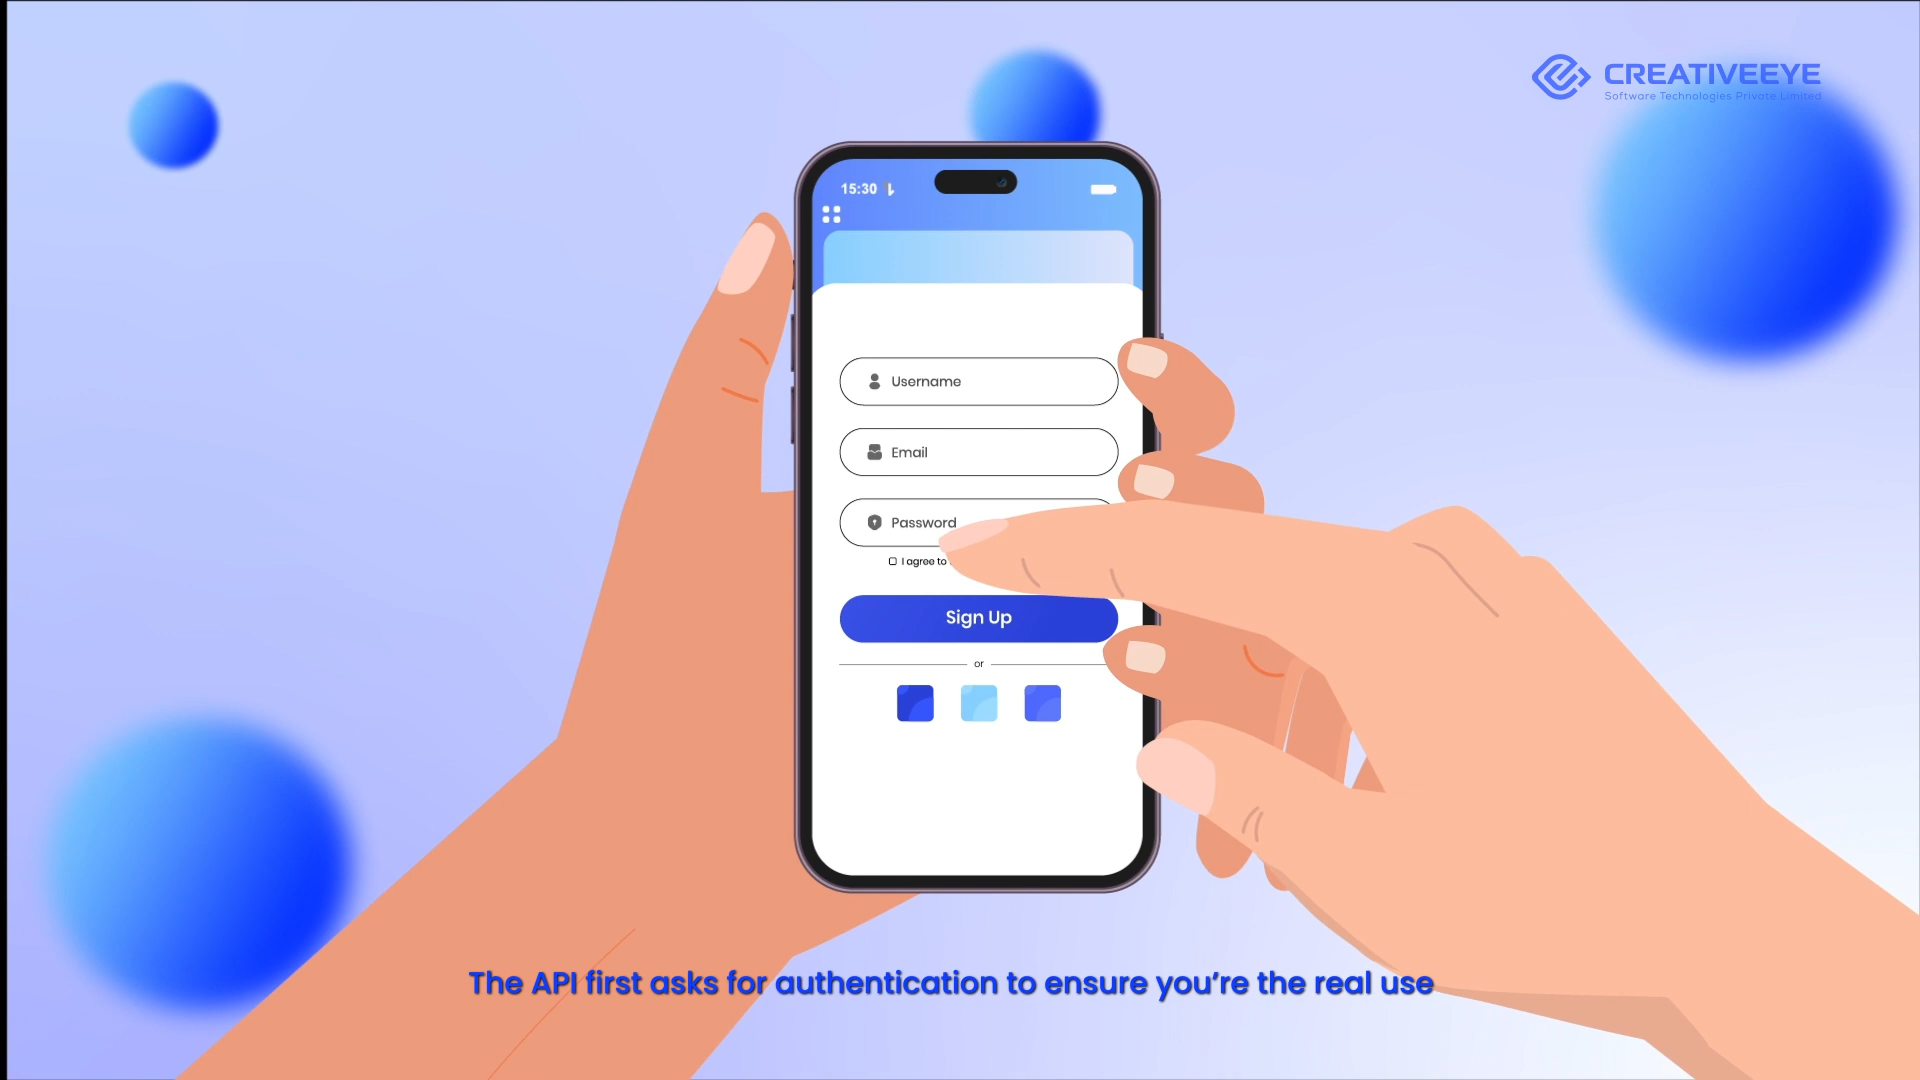 CREATIVEEYE
Software Technologies Private Limited
15:30
Username
Email
Password
I agree to
Sign Up
or
The API first asks for authentication to ensure you’re the real use